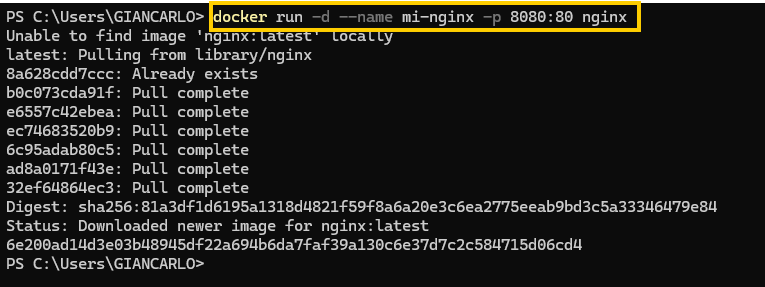 PS C:\Users\GIANCARLO> docker run -d --name mi-nginx -p 8080:80 nginx
Unable to find image 'nginx:latest' locally
latest: Pulling from library/nginx
8a628cdd7ccc: Already exists
b0c073cda91f: Pull complete
e6557c42ebea: Pull complete
ec74683520b9: Pull complete
6c95adab80c5: Pull complete
ad8a0171f43e: Pull complete
32ef64864ec3: Pull complete
Digest: sha256:81a3df1d6195a1318d4821f59f8a6a20e3c6ea2775eeab9bd3c5a33346479e84
Status: Downloaded newer image for nginx:latest
6e200ad14d3e03b48945df22a694b6da7faf39a130c6e37d7c2c584715d06cd4
PS C:\Users\GIANCARLO>